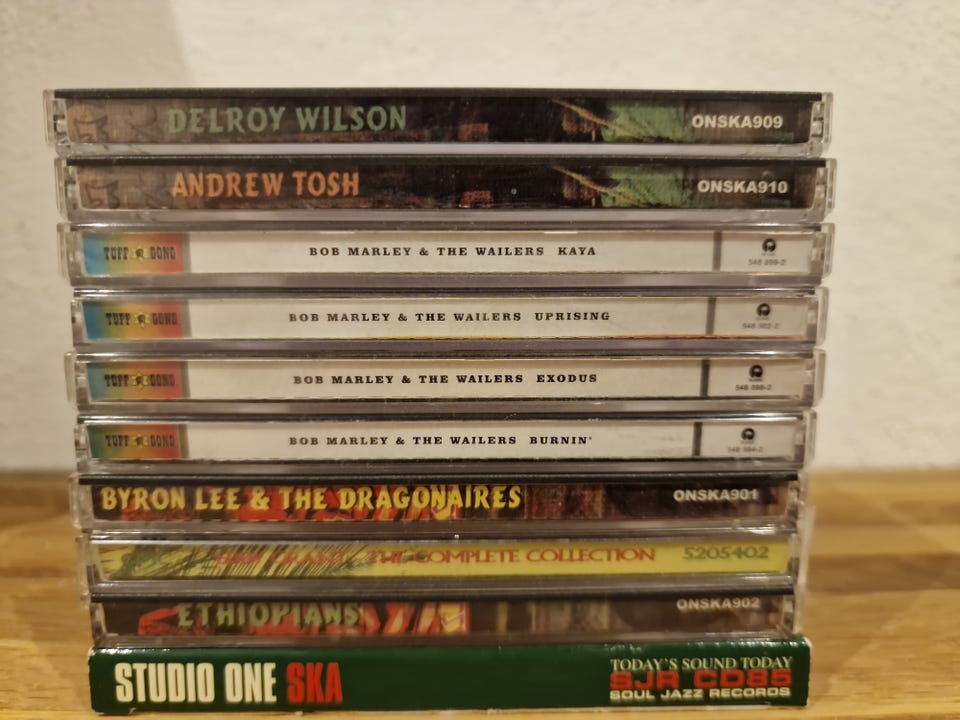 DELROY WILSON ONSKA909
ANDREW TOSH ONSKA910
TUFF GONG BOB MARLEY & THE WAILERS KAYA
TUFF GONG BOB MARLEY & THE WAILERS UPRISING
TUFF GONG BOB MARLEY & THE WAILERS EXODUS
TUFF GONG BOB MARLEY & THE WAILERS BURNIN'
BYRON LEE & THE DRAGONAIRES ONSKA901
THE COMPLETE COLLECTION 5205402
ETHIOPIANS ONSKA902
STUDIO ONE SKA
TODAY'S SOUND TODAY
SJR CD85
SOUL JAZZ RECORDS